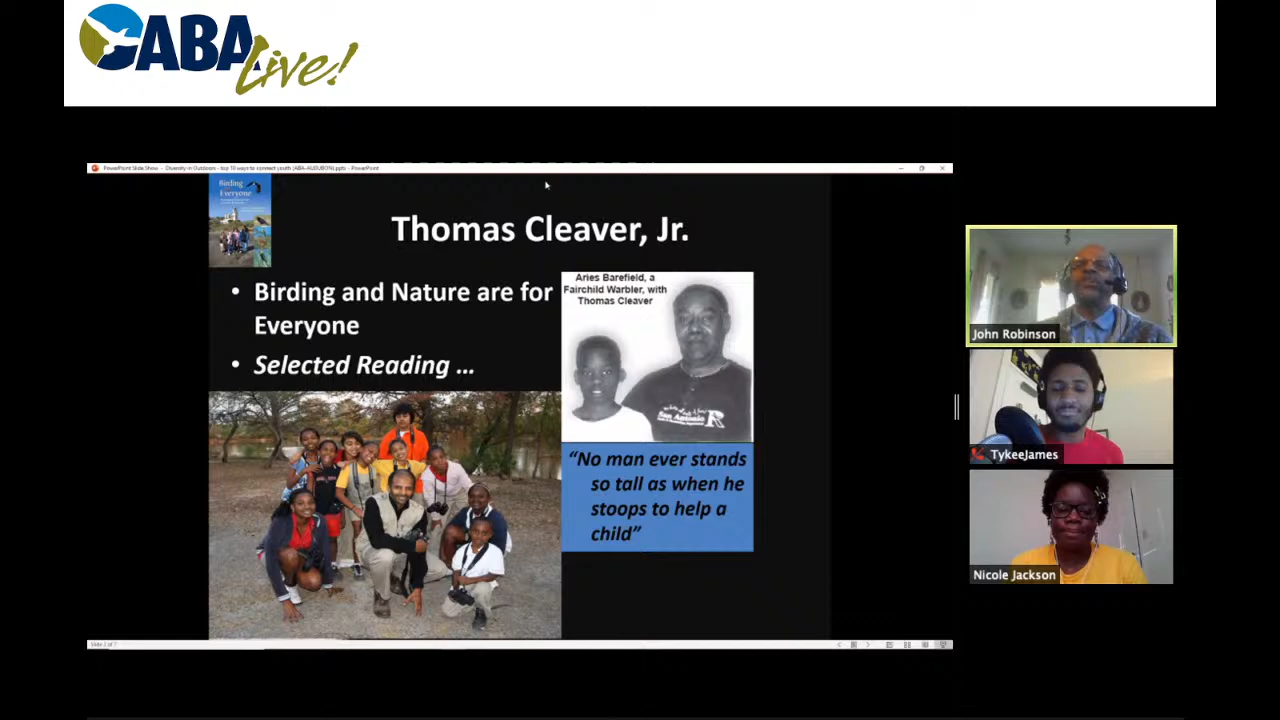 ABA
Live!
PowerPoint Slide Show - Diversity in Outdoors - top 10 ways to connect youth (ABA-AUDUBON).pptx - PowerPoint
Birding
Everyone
Thomas Cleaver, Jr.
• Birding and Nature are for
Everyone
• Selected Reading ...
Aries Barefield, a
Fairchild Warbler, with
Thomas Cleaver
San Antonio
"No man ever stands
so tall as when he
stoops to help a
child"
John Robinson
TykeeJames
Nicole Jackson